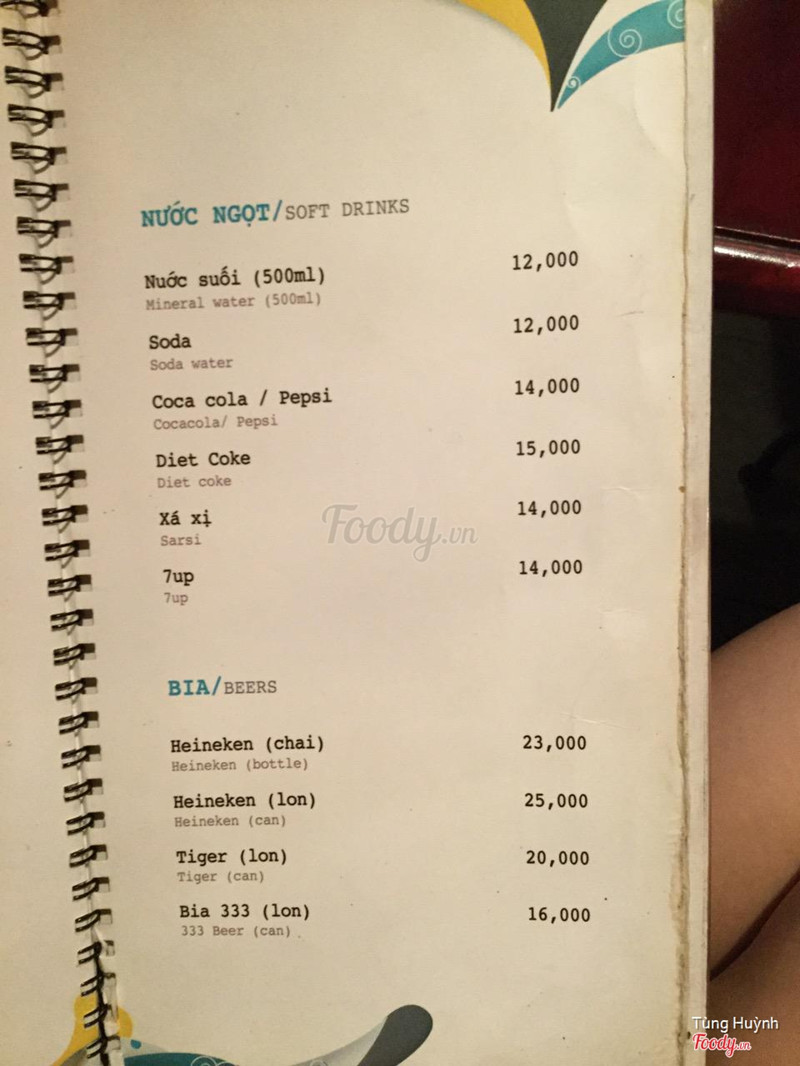 NƯỚC NGỌT/SOFT DRINKS
Nuớc suối (500ml) 12,000
Mineral water (500ml)
Soda 12,000
Soda water
Coca cola / Pepsi 14,000
Cocacola/ Pepsi
Diet Coke 15,000
Diet coke
Xá xị 14,000
Sarsi
Foody.vn
7up 14,000
7up
BIA/BEERS
Heineken (chai) 23,000
Heineken (bottle)
Heineken (lon) 25,000
Heineken (can)
Tiger (lon) 20,000
Tiger (can)
Bia 333 (lon) 16,000
333 Beer (can)
Tùng Huỳnh
Foody.vn